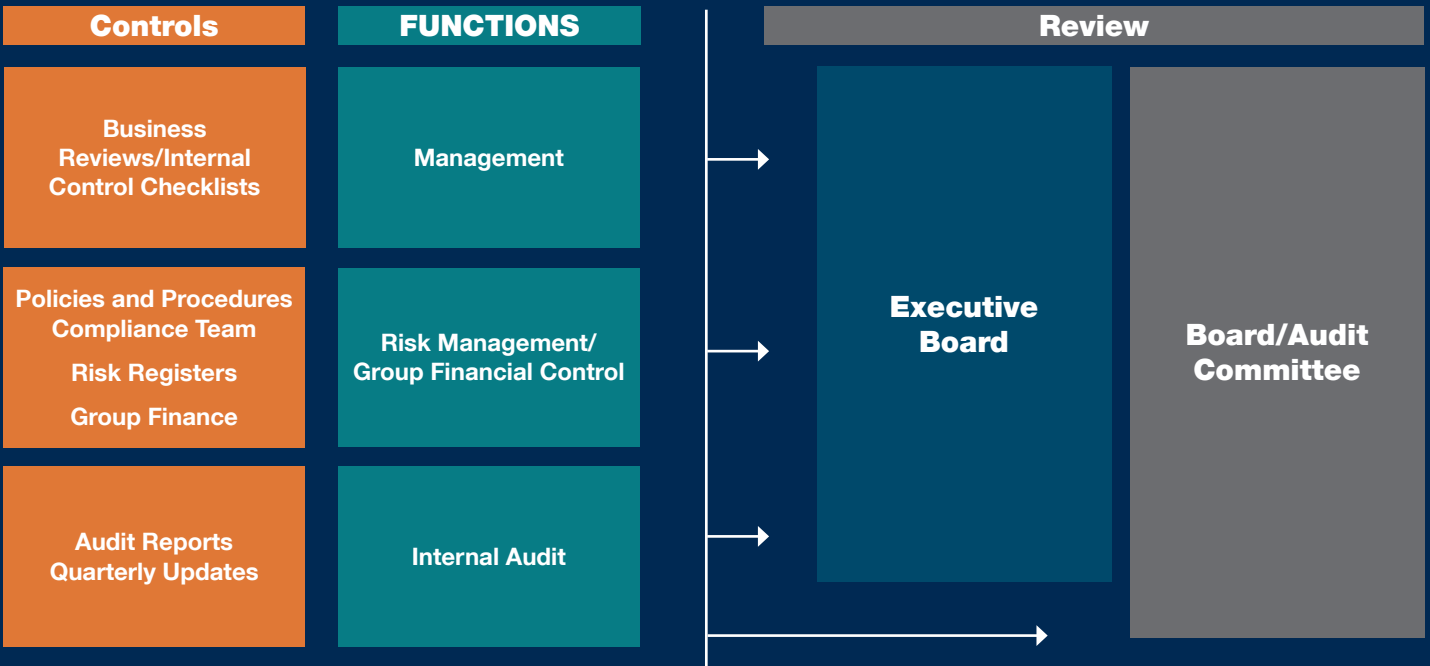 Controls
FUNCTIONS
Review
Business
Reviews/Internal
Control Checklists
Management
Policies and Procedures
Compliance Team
Risk Registers
Group Finance
Risk Management/
Group Financial Control
Audit Reports
Quarterly Updates
Internal Audit
Executive
Board
Board/Audit
Committee